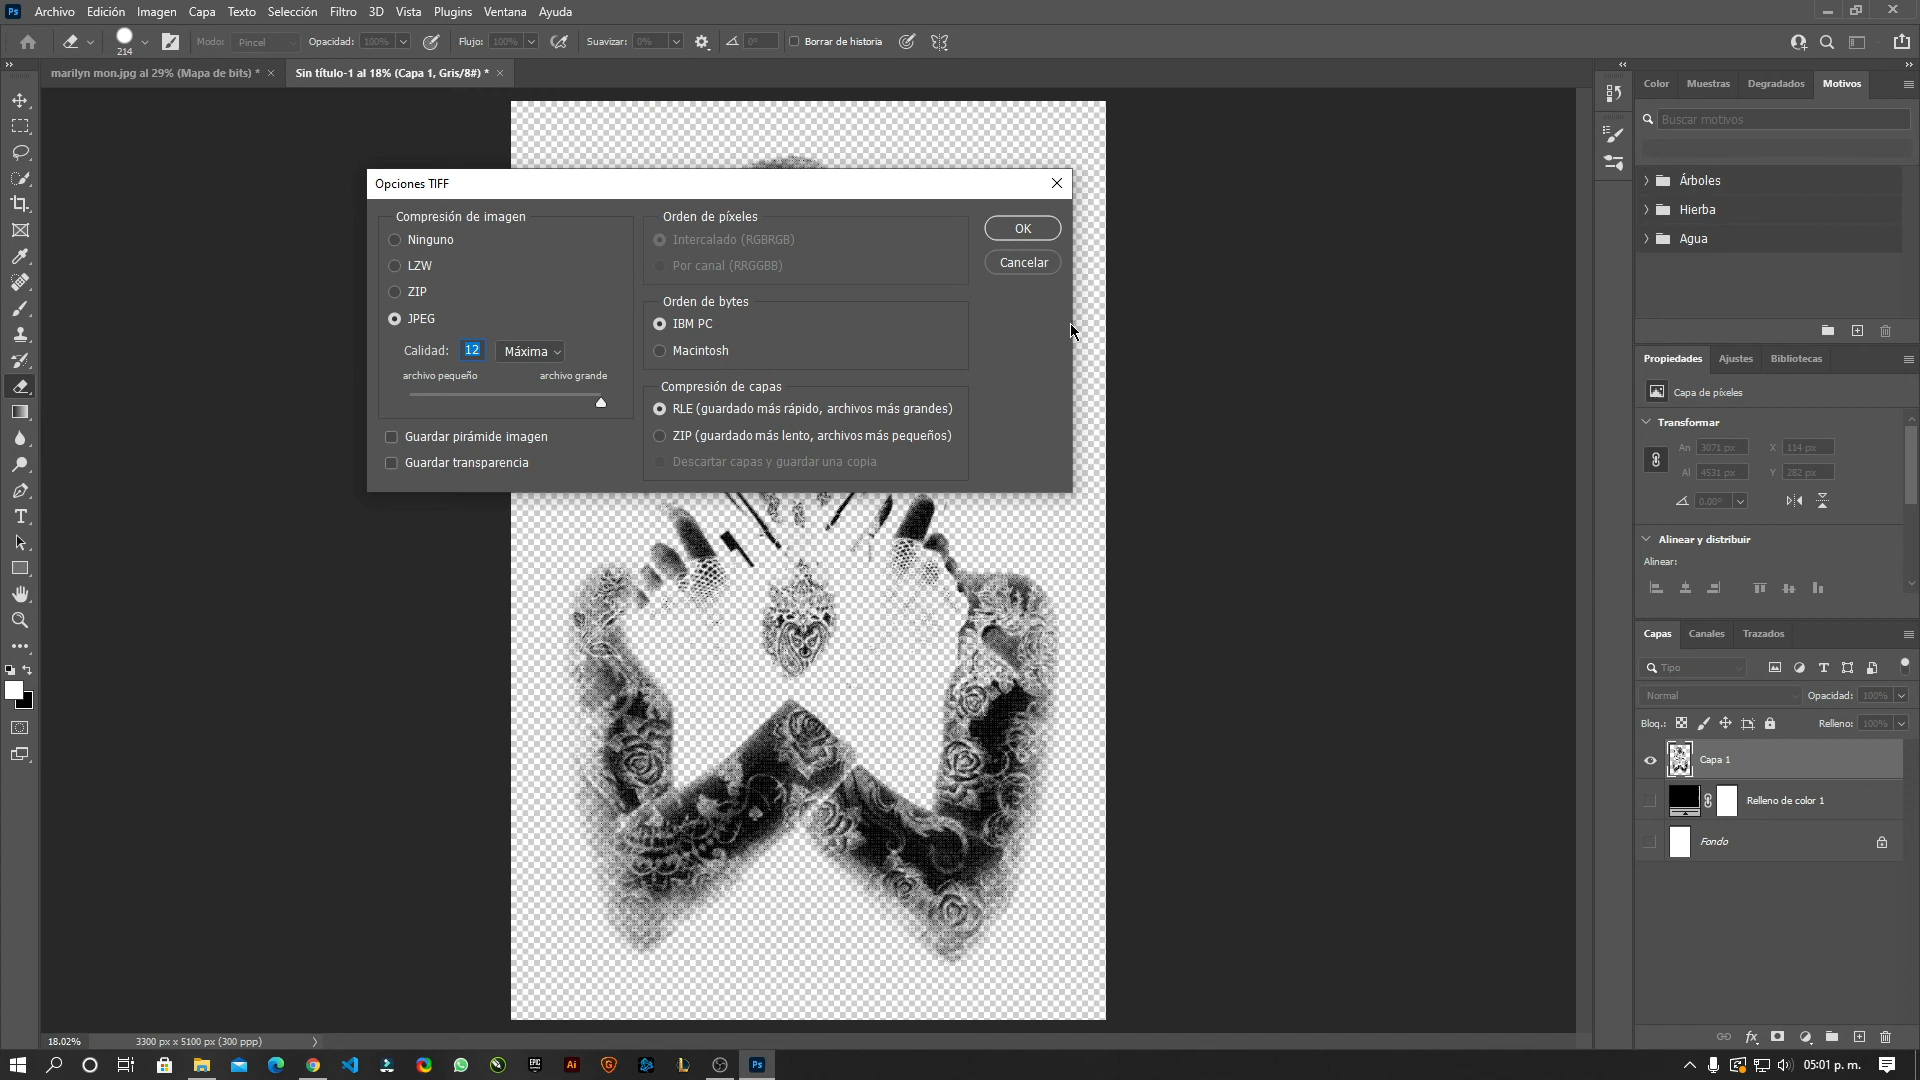 Ps Archivo Edición Imagen Capa Texto Selección Filtro 3D Vista Plugins Ventana Ayuda
214 Modo: Pincel Opacidad: 100% Flujo: 100% Suavizar: 0% 0° Borrar de historia
marilyn mon.jpg al 29% (Mapa de bits) *
Sin título-1 al 18% (Capa 1, Gris/8#) *
Opciones TIFF
Compresión de imagen
Ninguno
LZW
ZIP
JPEG
Calidad: 12 Máxima
archivo pequeño archivo grande
Guardar pirámide imagen
Guardar transparencia
Orden de píxeles
Intercalado (RGBRGB)
Por canal (RRGGBB)
Orden de bytes
IBM PC
Macintosh
Compresión de capas
RLE (guardado más rápido, archivos más grandes)
ZIP (guardado más lento, archivos más pequeños)
Descartar capas y guardar una copia
OK
Cancelar
Color Muestras Degradados Motivos
Buscar motivos
Árboles
Hierba
Agua
Propiedades Ajustes Bibliotecas
Capa de píxeles
Transformar
An 3071 px X 114 px
Al 4531 px Y 282 px
0.00°
Alinear y distribuir
Alinear:
Capas Canales Trazados
Tipo
Normal Opacidad: 100%
Bloq.: Relleno: 100%
Capa 1
Relleno de color 1
Fondo
18.02% 3300 px x 5100 px (300 ppp)
EPIC Ai Ps 05:01 p. m.